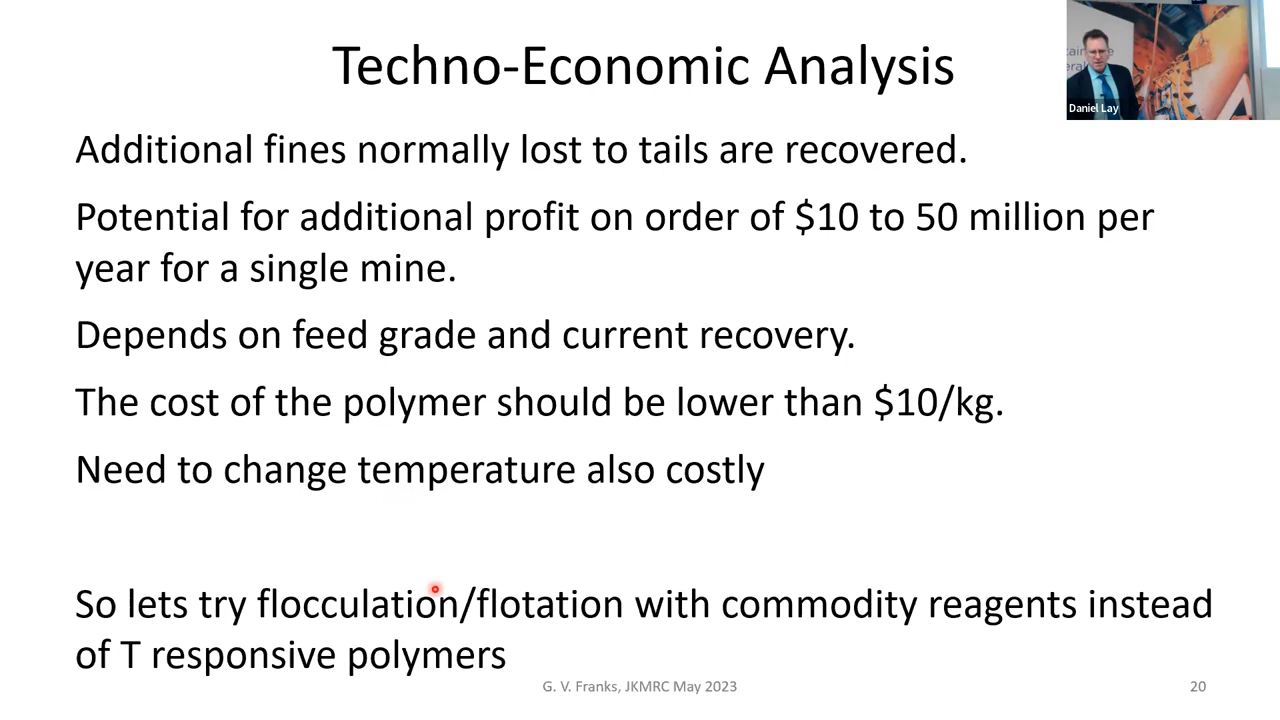 Techno-Economic Analysis
Daniel Lay
Additional fines normally lost to tails are recovered.
Potential for additional profit on order of $10 to 50 million per
year for a single mine.
Depends on feed grade and current recovery.
The cost of the polymer should be lower than $10/kg.
Need to change temperature also costly
So lets try flocculation/flotation with commodity reagents instead
of T responsive polymers
G. V. Franks, JKMRC May 2023
20